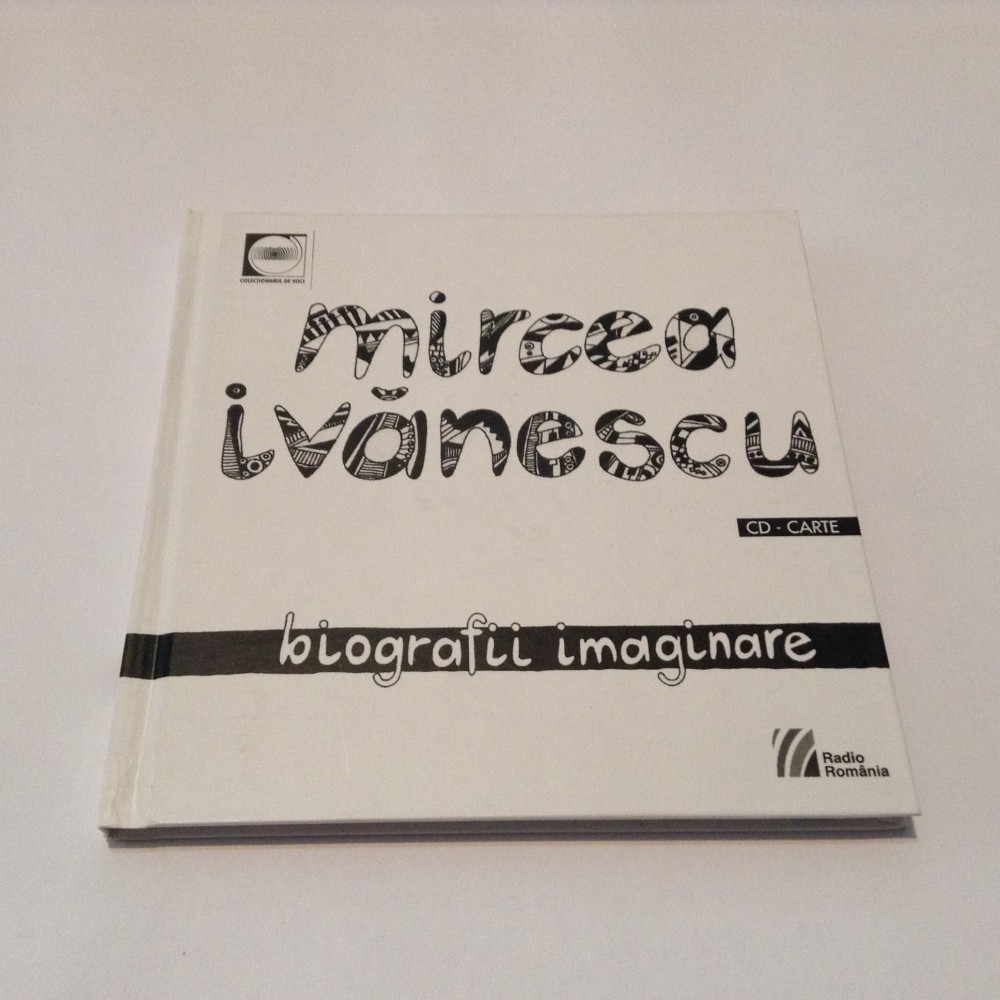 COLECȚIONARUL DE VOCI
mircea
ivănescu
CD - CARTE
biografii imaginare
Radio
România